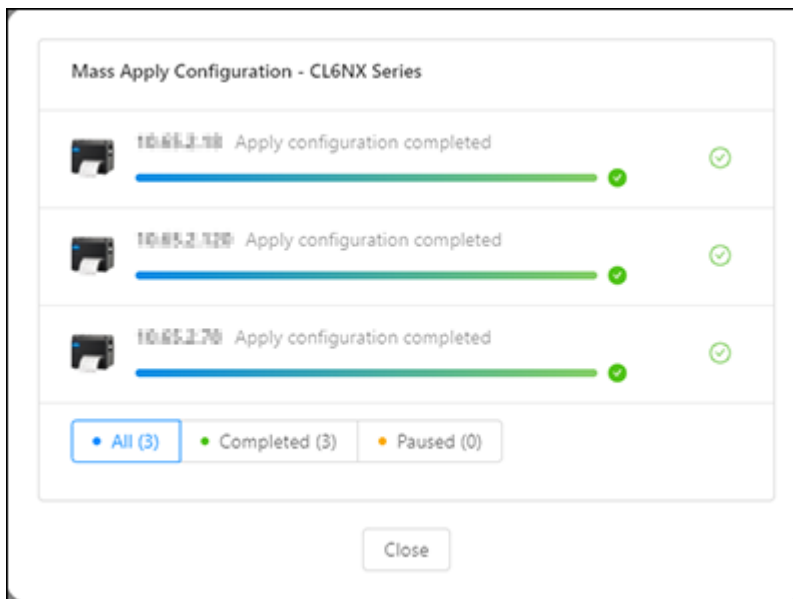 Mass Apply Configuration - CL6NX Series
Apply configuration completed
Apply configuration completed
Apply configuration completed
All (3)
Completed (3)
Paused (0)
Close